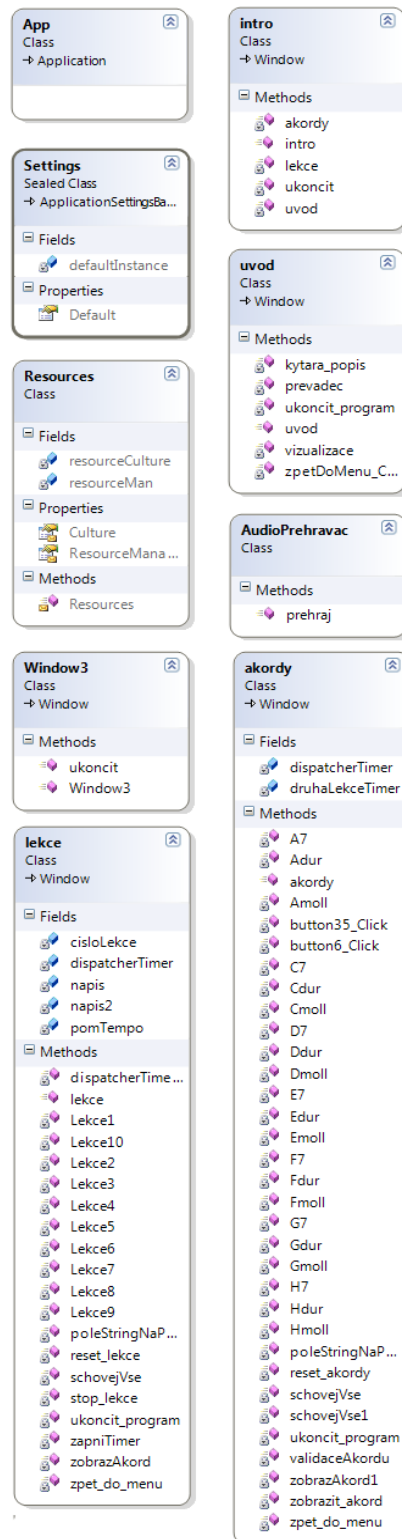 App
Class
Application
Settings
Sealed Class
ApplicationSettingsBa...
Fields
defaultInstance
Properties
Default
Resources
Class
Fields
resourceCulture
resourceMan
Properties
Culture
ResourceMana...
Methods
Resources
Window3
Class
Window
Methods
ukoncit
Window3
lekce
Class
Window
Fields
cisloLekce
dispatcherTimer
napis
napis2
pomTempo
Methods
dispatcherTime...
lekce
Lekce1
Lekce10
Lekce2
Lekce3
Lekce4
Lekce5
Lekce6
Lekce7
Lekce8
Lekce9
poleStringNaP...
reset_lekce
schovejVse
stop_lekce
ukoncit_program
zapniTimer
zobrazAkord
zpet_do_menu
intro
Class
Window
Methods
akordy
intro
lekce
ukoncit
uvod
uvod
Class
Window
Methods
kytara_popis
prevadec
ukoncit_program
uvod
vizualizace
zpetDoMenu_C...
AudioPrehravac
Class
Methods
prehraj
akordy
Class
Window
Fields
dispatcherTimer
druhaLekceTimer
Methods
A7
Adur
akordy
Amoll
button35_Click
button6_Click
C7
Cdur
Cmoll
D7
Ddur
Dmoll
E7
Edur
Emoll
F7
Fdur
Fmoll
G7
Gdur
Gmoll
H7
Hdur
Hmoll
poleStringNaP...
reset_akordy
schovejVse
schovejVse1
ukoncit_program
validaceAkordu
zobrazAkord1
zobrazit_akord
zpet_do_menu